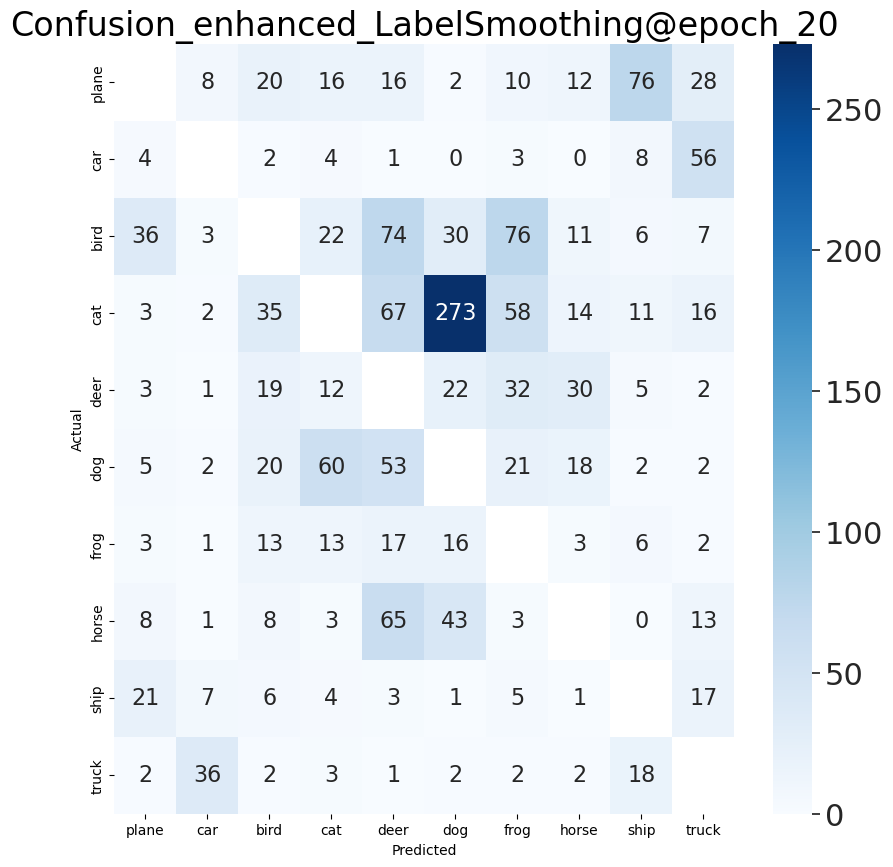 Confusion_enhanced_LabelSmoothing@epoch_20
plane 8 20 16 16 2 10 12 76 28
car 4 2 4 1 0 3 0 8 56
bird 36 3 22 74 30 76 11 6 7
cat 3 2 35 67 273 58 14 11 16
deer 3 1 19 12 22 32 30 5 2
dog 5 2 20 60 53 21 18 2 2
frog 3 1 13 13 17 16 3 6 2
horse 8 1 8 3 65 43 3 0 13
ship 21 7 6 4 3 1 5 1 17
truck 2 36 2 3 1 2 2 2 18
Actual
plane car bird cat deer dog frog horse ship truck
Predicted
250
200
150
100
50
0